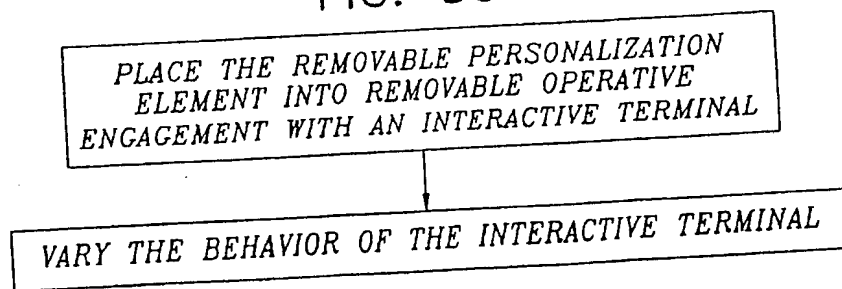 PLACE THE REMOVABLE PERSONALIZATION
ELEMENT INTO REMOVABLE OPERATIVE
ENGAGEMENT WITH AN INTERACTIVE TERMINAL
VARY THE BEHAVIOR OF THE INTERACTIVE TERMINAL